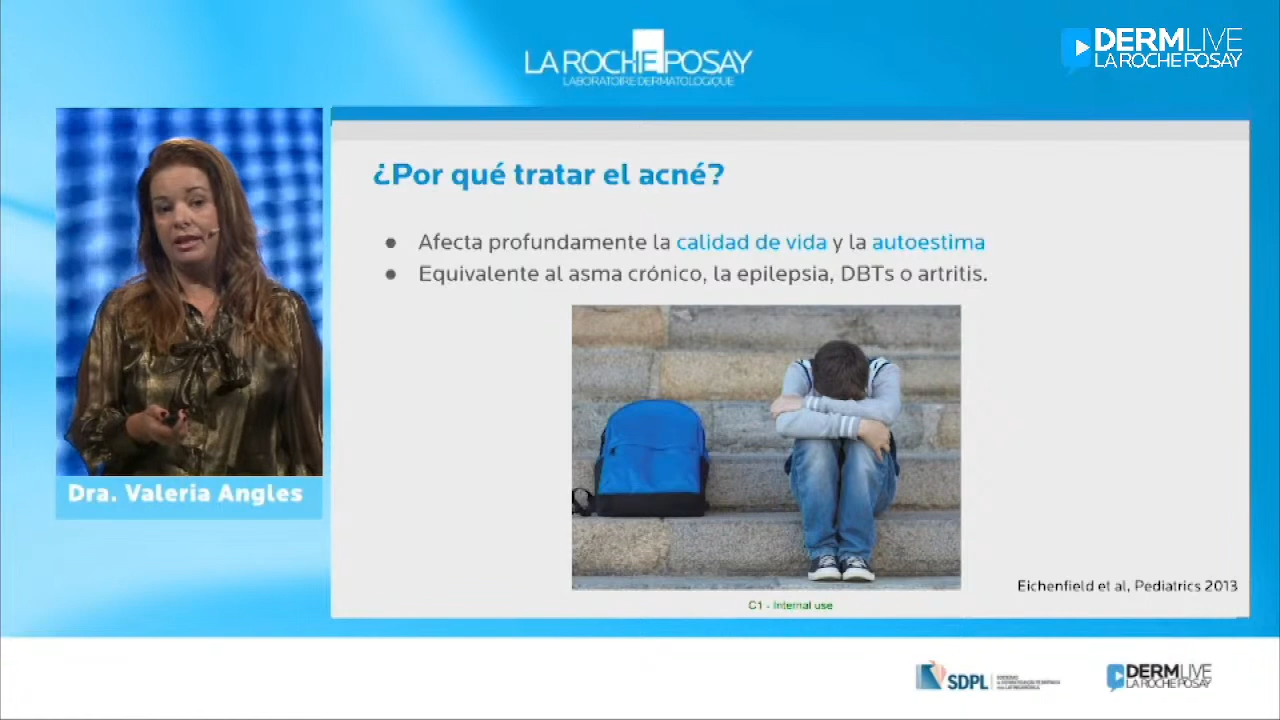 LA ROCHE POSAY
LABORATOIRE DERMATOLOGIQUE
DERMLIVE
LA ROCHE POSAY
¿Por qué tratar el acné?
● Afecta profundamente la calidad de vida y la autoestima
● Equivalente al asma crónico, la epilepsia, DBTs o artritis.
Dra. Valeria Angles
Eichenfield et al, Pediatrics 2013
C1 - Internal use
SDPL
DERMLIVE
LA ROCHE POSAY